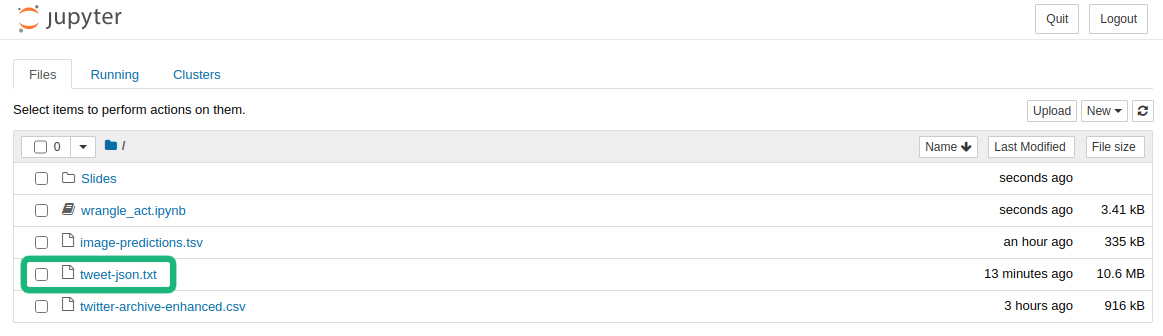 jupyter
Quit
Logout
Files
Running
Clusters
Select items to perform actions on them.
Upload
New
0
/
Name
Last Modified
File size
Slides
seconds ago
wrangle_act.ipynb
seconds ago
3.41 kB
image-predictions.tsv
an hour ago
335 kB
tweet-json.txt
13 minutes ago
10.6 MB
twitter-archive-enhanced.csv
3 hours ago
916 kB